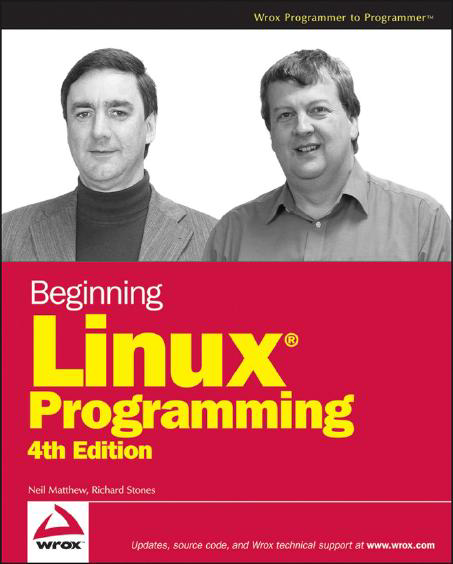 Wrox Programmer to Programmer™
Beginning
Linux®
Programming
4th Edition
Neil Matthew, Richard Stones
wrox™
Updates, source code, and Wrox technical support at www.wrox.com